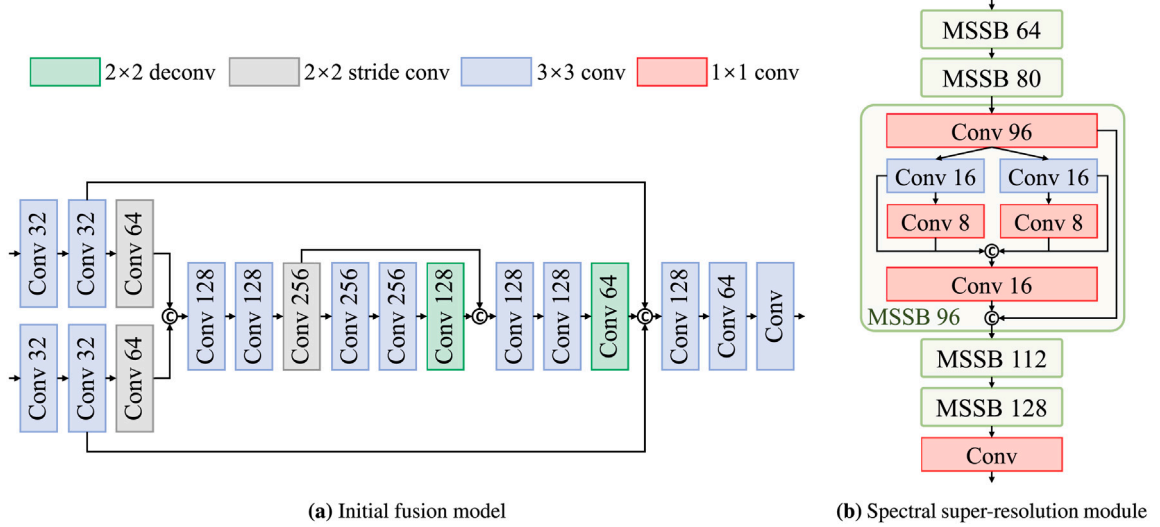 2×2 deconv
2×2 stride conv
3×3 conv
1×1 conv
Conv 32
Conv 32
Conv 64
Conv 32
Conv 32
Conv 64
C
Conv 128
Conv 128
Conv 256
Conv 256
Conv 256
Conv 128
C
Conv 128
Conv 128
Conv 64
C
Conv 128
Conv 64
Conv
(a) Initial fusion model
MSSB 64
MSSB 80
Conv 96
Conv 16
Conv 16
Conv 8
Conv 8
C
Conv 16
C
MSSB 96
MSSB 112
MSSB 128
Conv
(b) Spectral super-resolution module